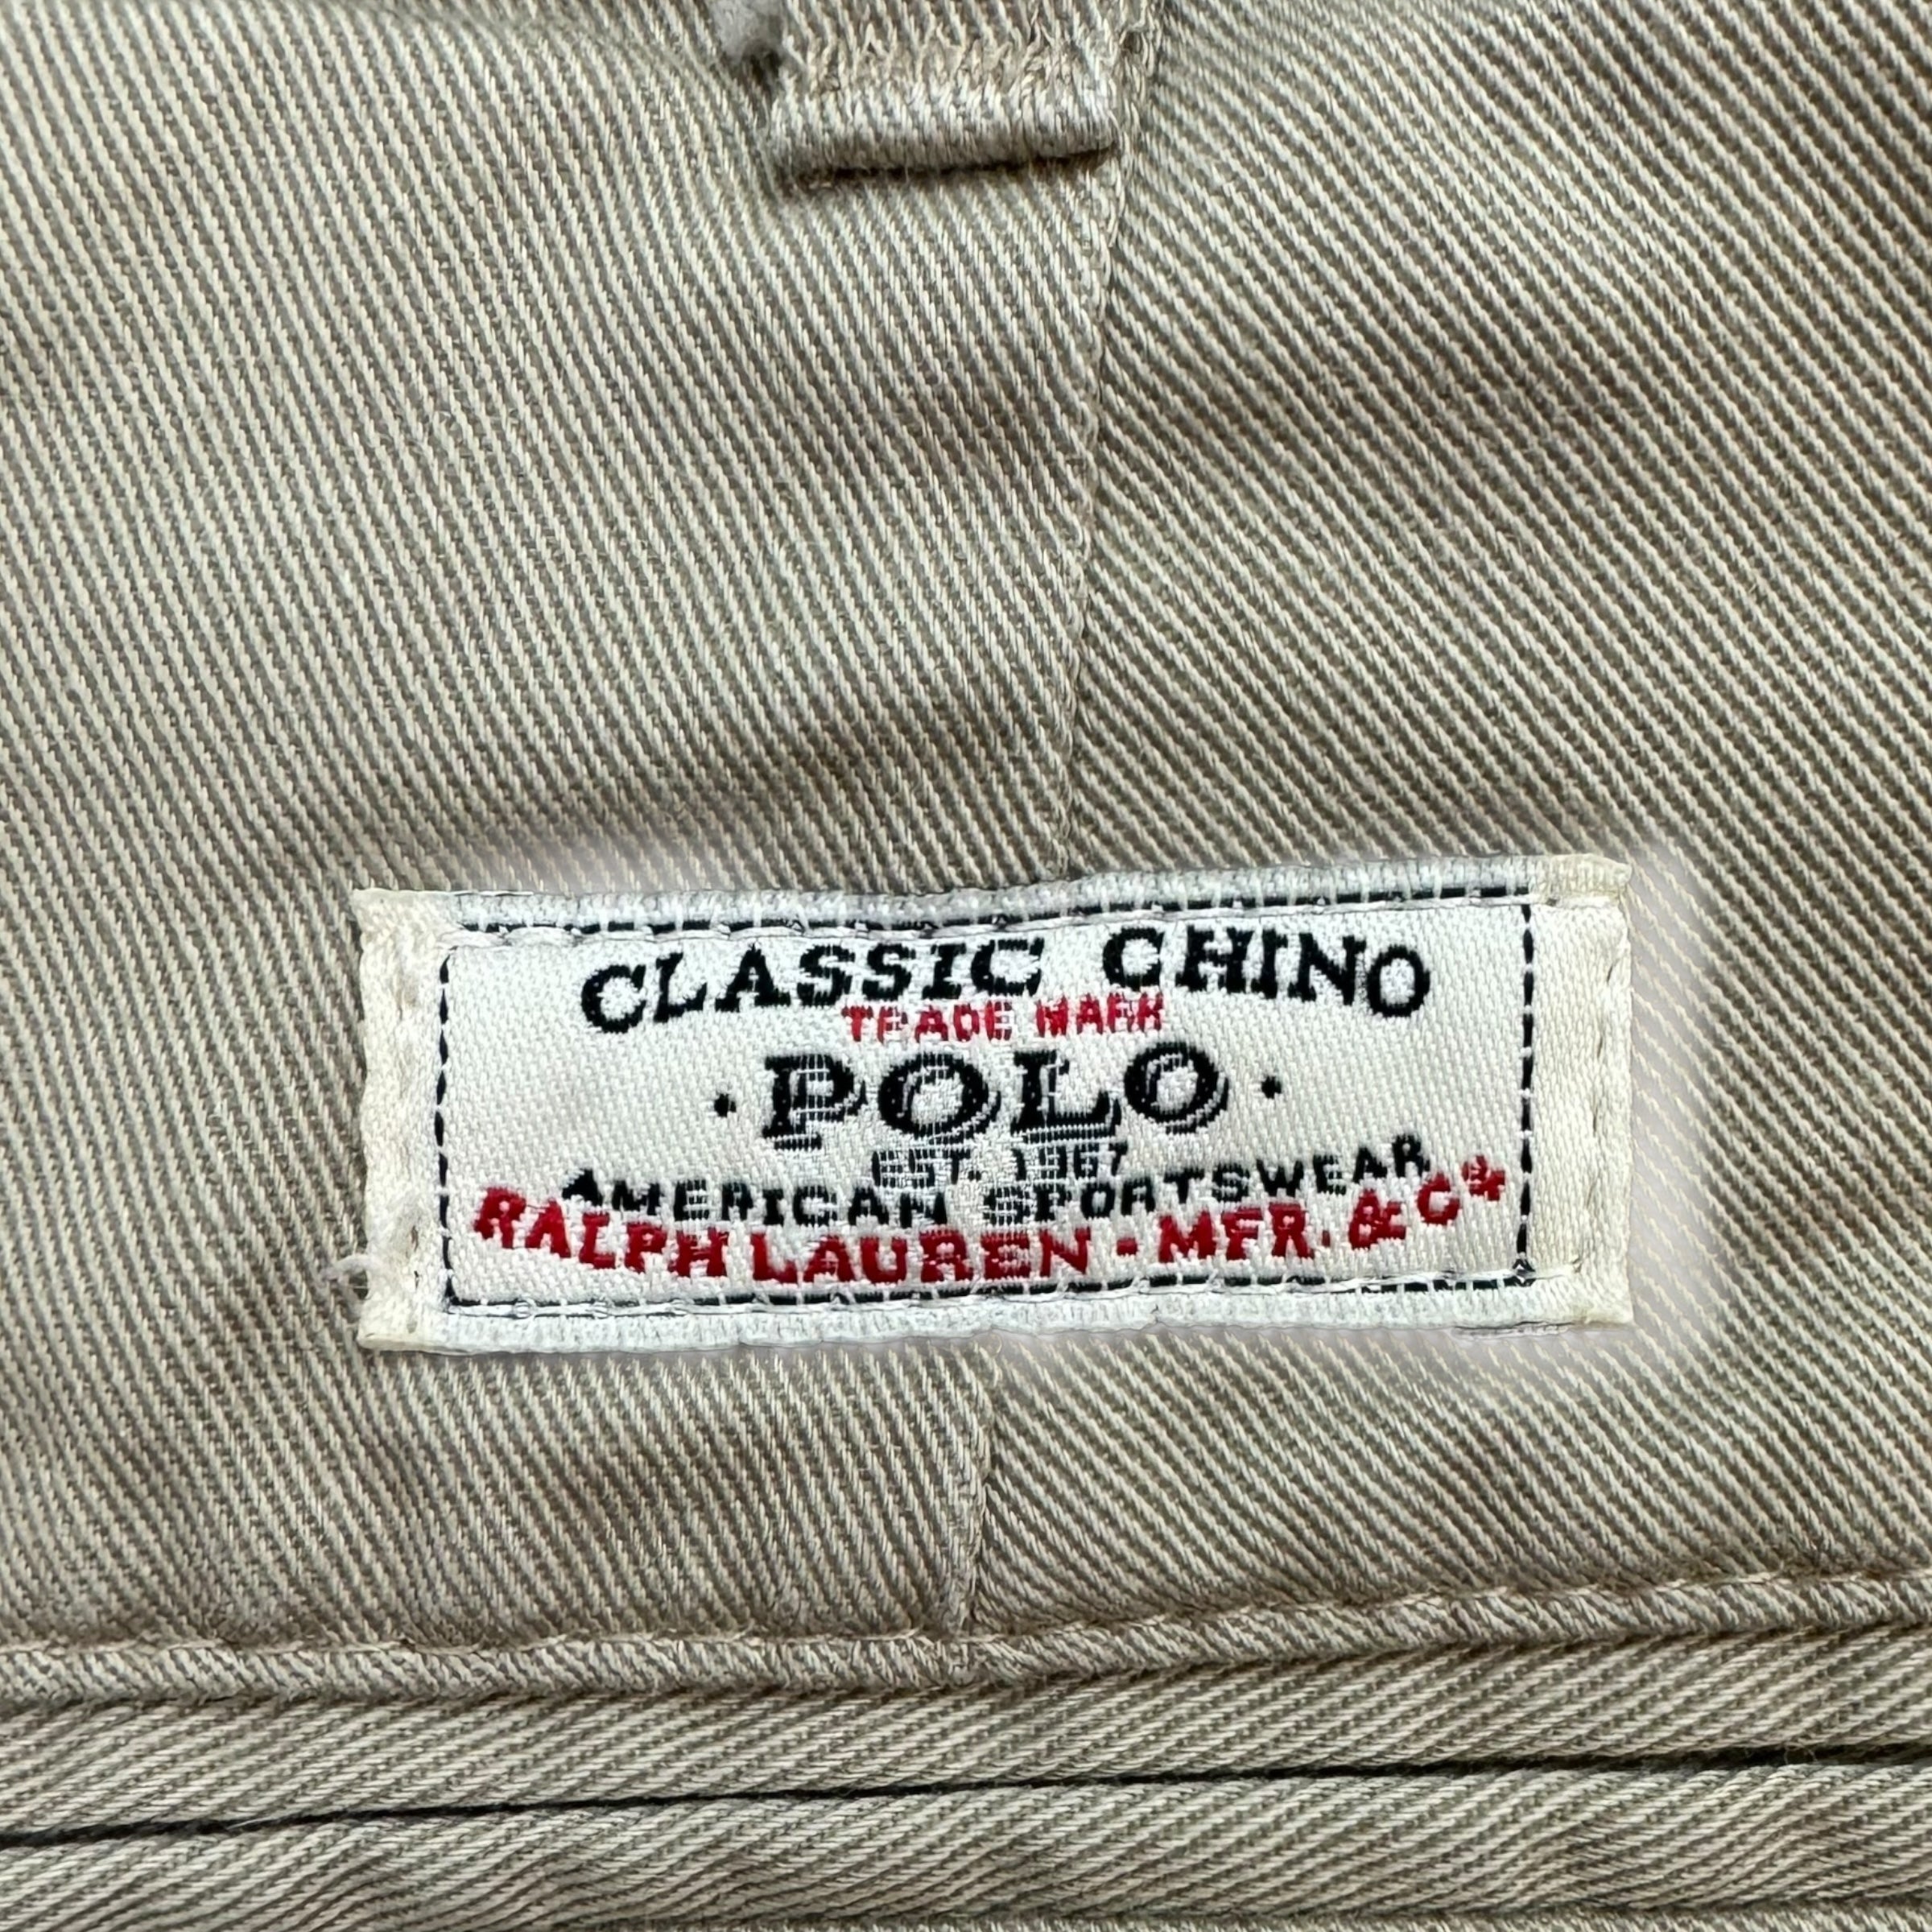 CLASSIC CHINO
TRADE MARK
· POLO ·
EST. 1967
AMERICAN SPORTSWEAR
RALPH LAUREN · MFR. & Cº